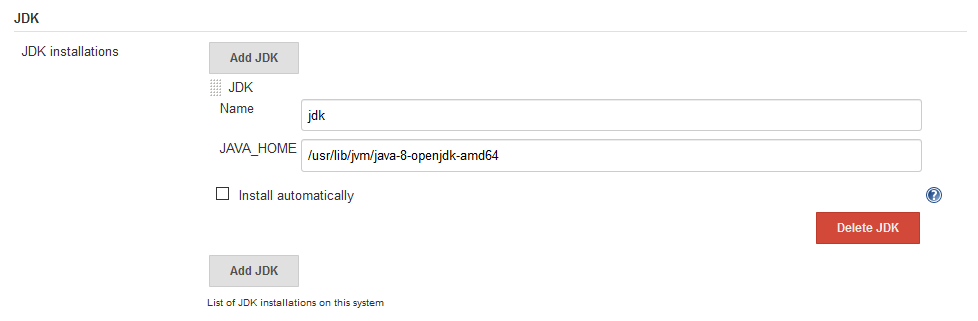 JDK
JDK installations
Add JDK
JDK
Name
jdk
JAVA_HOME
/usr/lib/jvm/java-8-openjdk-amd64
Install automatically
?
Delete JDK
Add JDK
List of JDK installations on this system